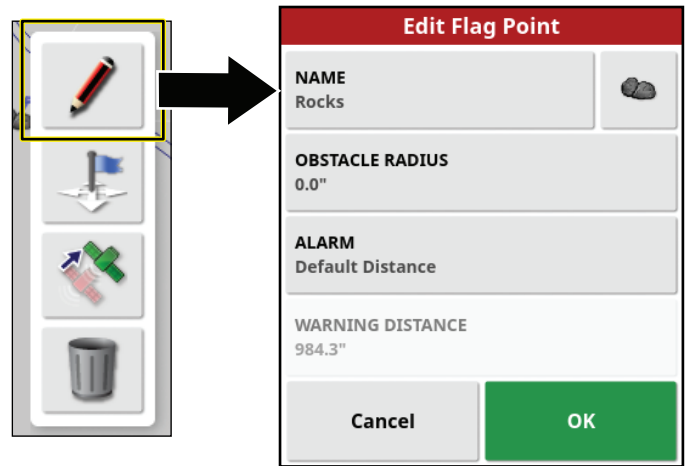 Edit Flag Point
NAME
Rocks
OBSTACLE RADIUS
0.0"
ALARM
Default Distance
WARNING DISTANCE
984.3"
Cancel
OK